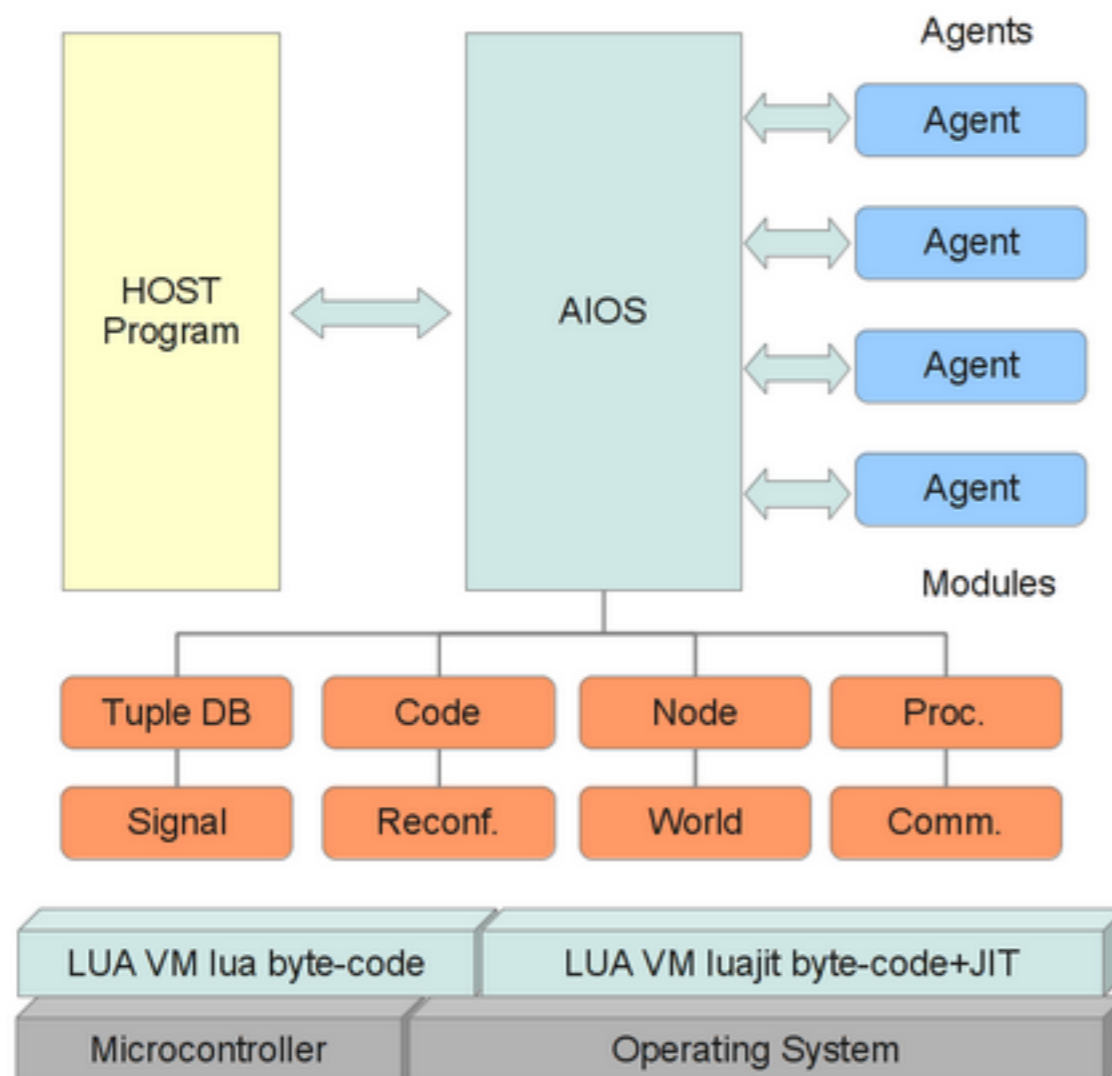 Agents
Agent
Agent
HOST
Program
AIOS
Agent
Agent
Modules
Tuple DB
Code
Node
Proc.
Signal
Reconf.
World
Comm.
LUA VM lua byte-code
LUA VM luajit byte-code+JIT
Microcontroller
Operating System